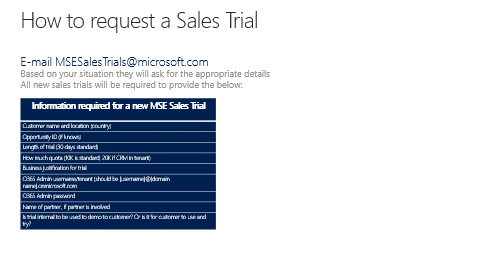 How to request a Sales Trial
E-mail MSESalesTrials@microsoft.com
Based on your situation they will ask for the appropriate details
All new sales trials will be required to provide the below:
Information required for a new MSE Sales Trial
Customer name and location (country)
Opportunity ID (if known)
Length of trial (30 days standard)
How much quota (10K is standard/ 20K if CRM in tenant)
Business justification for trial
O365 Admin username/tenant (should be [username]@[domain
name].onmicrosoft.com
O365 Admin password
Name of partner, if partner is involved
Is trial internal to be used to demo to customer? Or is it for customer to use and
try?